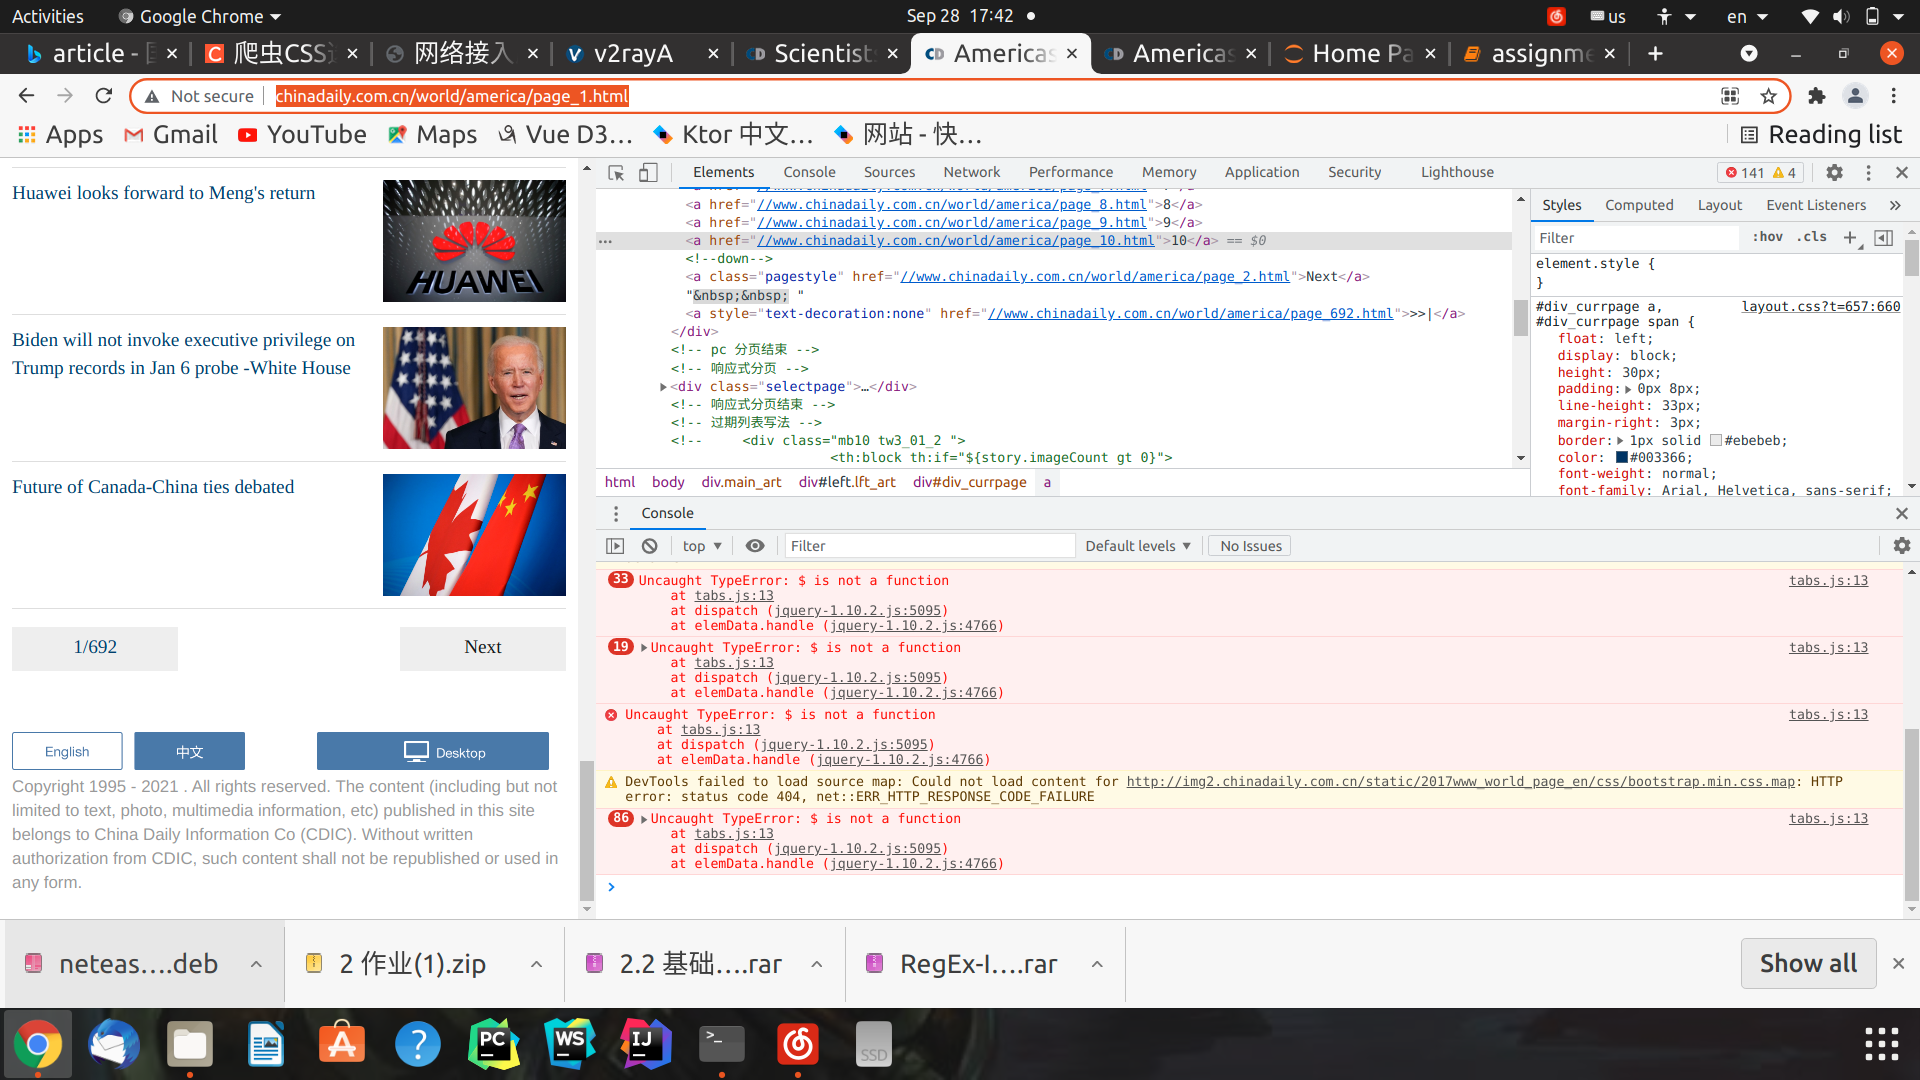 Activities
Google Chrome
Sep 28 17:42
us
en
article -
爬虫CSS
网络接入
v2rayA
Scientist
Americas
Americas
Home Pa
assignme
Not secure
chinadaily.com.cn/world/america/page_1.html
Apps
Gmail
YouTube
Maps
Vue D3...
Ktor 中文...
网站 - 快...
Reading list
Huawei looks forward to Meng's return
HUAWEI
Biden will not invoke executive privilege on
Trump records in Jan 6 probe -White House
Future of Canada-China ties debated
1/692
Next
English
中文
Desktop
Copyright 1995 - 2021 . All rights reserved. The content (including but not
limited to text, photo, multimedia information, etc) published in this site
belongs to China Daily Information Co (CDIC). Without written
authorization from CDIC, such content shall not be republished or used in
any form.
Elements
Console
Sources
Network
Performance
Memory
Application
Security
Lighthouse
141
4
<a href="//www.chinadaily.com.cn/world/america/page_8.html">8</a>
<a href="//www.chinadaily.com.cn/world/america/page_9.html">9</a>
<a href="//www.chinadaily.com.cn/world/america/page_10.html">10</a> == $0
<!--down-->
<a class="pagestyle" href="//www.chinadaily.com.cn/world/america/page_2.html">Next</a>
"&nbsp;&nbsp; "
<a style="text-decoration:none" href="//www.chinadaily.com.cn/world/america/page_692.html">>>|</a>
</div>
<!-- pc 分页结束 -->
<!-- 响应式分页 -->
<div class="selectpage">…</div>
<!-- 响应式分页结束 -->
<!-- 过期列表写法 -->
<!-- <div class="mb10 tw3_01_2 ">
<th:block th:if="${story.imageCount gt 0}">
html
body
div.main_art
div#left.lft_art
div#div_currpage
a
Styles
Computed
Layout
Event Listeners
Filter
:hov
.cls
element.style {
}
#div_currpage a,
layout.css?t=657:660
#div_currpage span {
float: left;
display: block;
height: 30px;
padding: 0px 8px;
line-height: 33px;
margin-right: 3px;
border: 1px solid #ebebeb;
color: #003366;
font-weight: normal;
font-family: Arial, Helvetica, sans-serif;
Console
top
Filter
Default levels
No Issues
33
Uncaught TypeError: $ is not a function
tabs.js:13
at tabs.js:13
at dispatch (jquery-1.10.2.js:5095)
at elemData.handle (jquery-1.10.2.js:4766)
19
Uncaught TypeError: $ is not a function
tabs.js:13
at tabs.js:13
at dispatch (jquery-1.10.2.js:5095)
at elemData.handle (jquery-1.10.2.js:4766)
Uncaught TypeError: $ is not a function
tabs.js:13
at tabs.js:13
at dispatch (jquery-1.10.2.js:5095)
at elemData.handle (jquery-1.10.2.js:4766)
DevTools failed to load source map: Could not load content for http://img2.chinadaily.com.cn/static/2017www_world_page_en/css/bootstrap.min.css.map: HTTP
error: status code 404, net::ERR_HTTP_RESPONSE_CODE_FAILURE
86
Uncaught TypeError: $ is not a function
tabs.js:13
at tabs.js:13
at dispatch (jquery-1.10.2.js:5095)
at elemData.handle (jquery-1.10.2.js:4766)
neteas....deb
2 作业(1).zip
2.2 基础....rar
RegEx-I....rar
Show all
PC
WS
IJ
SSD